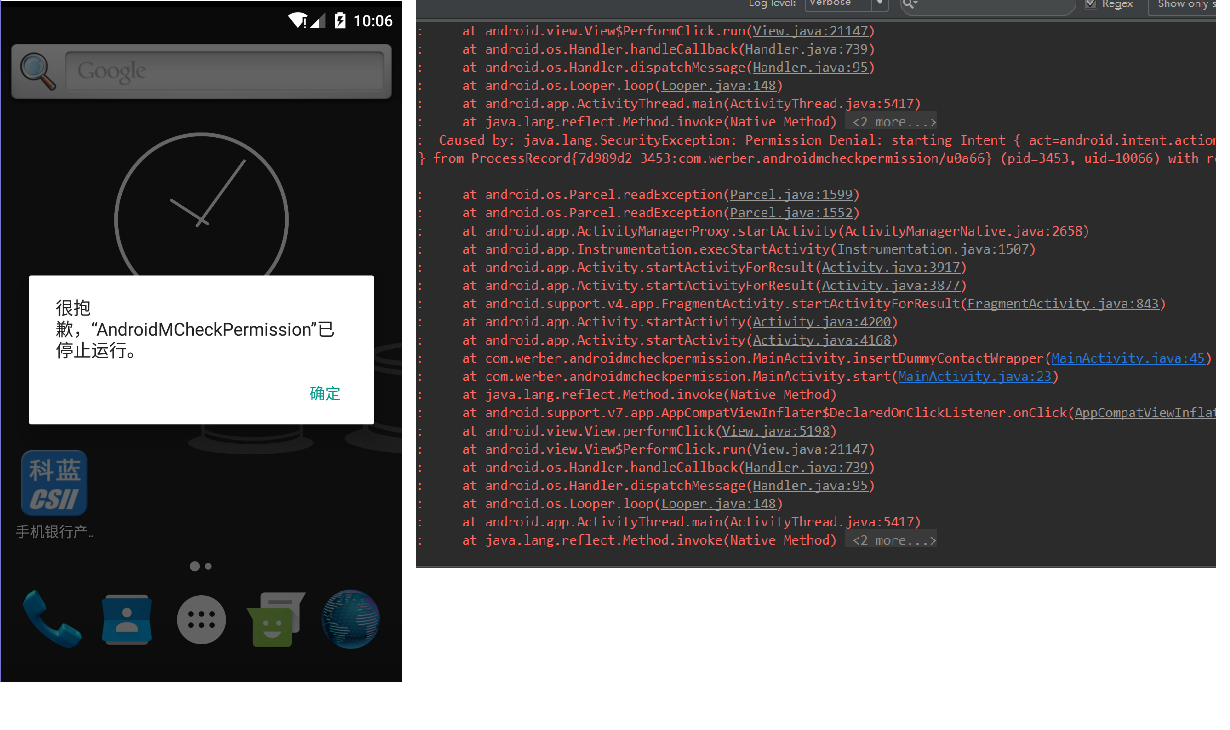 10:06
Google
很抱
歉，“AndroidMCheckPermission”已
停止运行。
确定
科蓝
CSII
手机银行产..
Log level: Verbose Regex Show only
: at android.view.View$PerformClick.run(View.java:21147)
: at android.os.Handler.handleCallback(Handler.java:739)
: at android.os.Handler.dispatchMessage(Handler.java:95)
: at android.os.Looper.loop(Looper.java:148)
: at android.app.ActivityThread.main(ActivityThread.java:5417)
: at java.lang.reflect.Method.invoke(Native Method) <2 more...>
: Caused by: java.lang.SecurityException: Permission Denial: starting Intent { act=android.intent.action
} from ProcessRecord{7d989d2 3453:com.werber.androidmcheckpermission/u0a66} (pid=3453, uid=10066) with
: at android.os.Parcel.readException(Parcel.java:1599)
: at android.os.Parcel.readException(Parcel.java:1552)
: at android.app.ActivityManagerProxy.startActivity(ActivityManagerNative.java:2658)
: at android.app.Instrumentation.execStartActivity(Instrumentation.java:1507)
: at android.app.Activity.startActivityForResult(Activity.java:3917)
: at android.app.Activity.startActivityForResult(Activity.java:3877)
: at android.support.v4.app.FragmentActivity.startActivityForResult(FragmentActivity.java:843)
: at android.app.Activity.startActivity(Activity.java:4200)
: at android.app.Activity.startActivity(Activity.java:4168)
: at com.werber.androidmcheckpermission.MainActivity.insertDummyContactWrapper(MainActivity.java:45)
: at com.werber.androidmcheckpermission.MainActivity.start(MainActivity.java:23)
: at java.lang.reflect.Method.invoke(Native Method)
: at android.support.v7.app.AppCompatViewInflater$DeclaredOnClickListener.onClick(AppCompatViewInflat
: at android.view.View.performClick(View.java:5198)
: at android.view.View$PerformClick.run(View.java:21147)
: at android.os.Handler.handleCallback(Handler.java:739)
: at android.os.Handler.dispatchMessage(Handler.java:95)
: at android.os.Looper.loop(Looper.java:148)
: at android.app.ActivityThread.main(ActivityThread.java:5417)
: at java.lang.reflect.Method.invoke(Native Method) <2 more...>